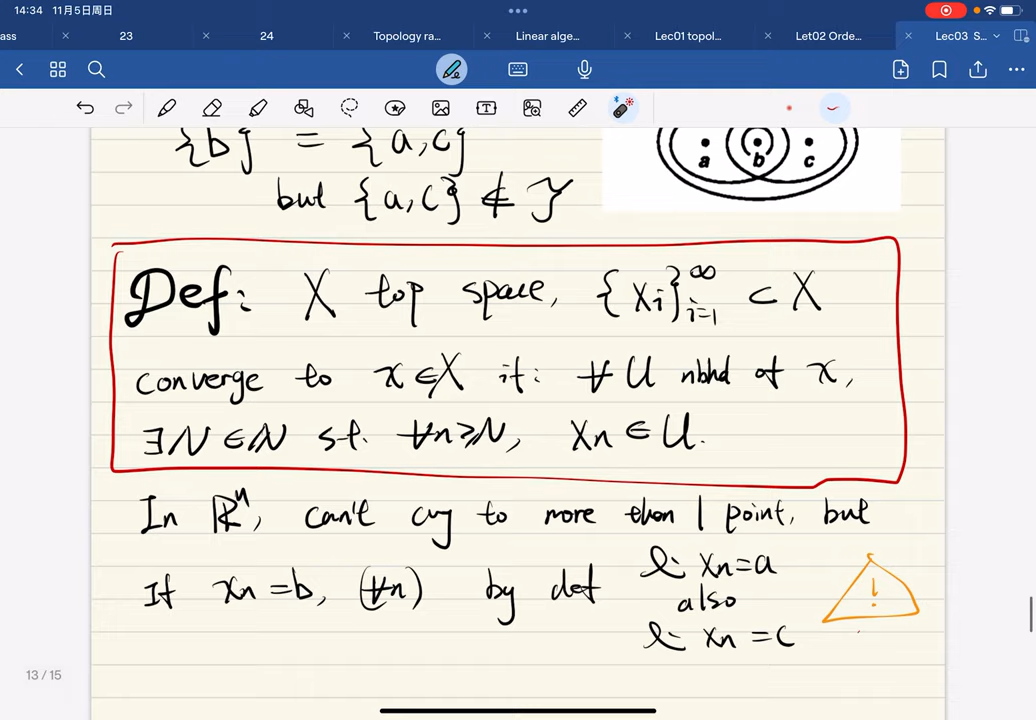 14:34 11月5日周日
ass
23
24
Topology ra...
Linear alge...
Lec01 topol...
Let02 Orde...
Lec03 S...
{b} = {a,c}
but {a,c} ∉ 𝒯
a b c
Def: X top space, {xi}_{i=1}^∞ ⊂ X
converge to x∈X if: ∀ U nbhd of x,
∃N∈ℕ s.t. ∀n≥N, xn ∈ U.
In ℝⁿ, can't cvg to more than 1 point, but
If xn = b, (∀n) by def
li xn = a
also
li xn = c
!
13 / 15